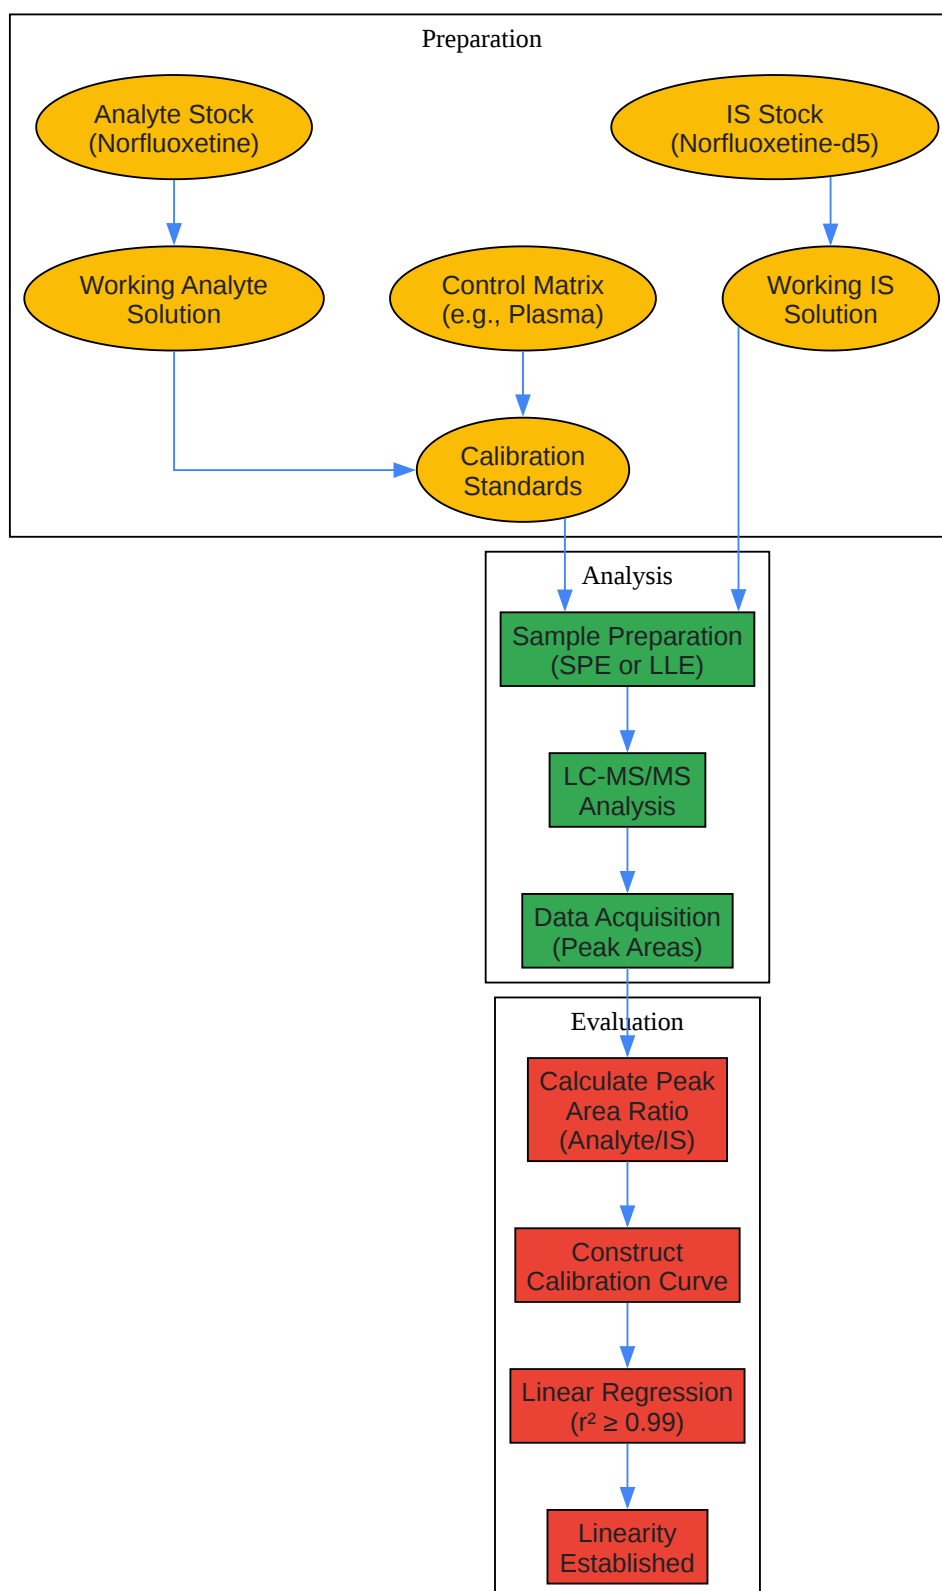 Preparation
Analyte Stock
(Norfluoxetine)
IS Stock
(Norfluoxetine-d5)
Working Analyte
Solution
Control Matrix
(e.g., Plasma)
Working IS
Solution
Calibration
Standards
Analysis
Sample Preparation
(SPE or LLE)
LC-MS/MS
Analysis
Data Acquisition
(Peak Areas)
Evaluation
Calculate Peak
Area Ratio
(Analyte/IS)
Construct
Calibration Curve
Linear Regression
(r² ≥ 0.99)
Linearity
Established